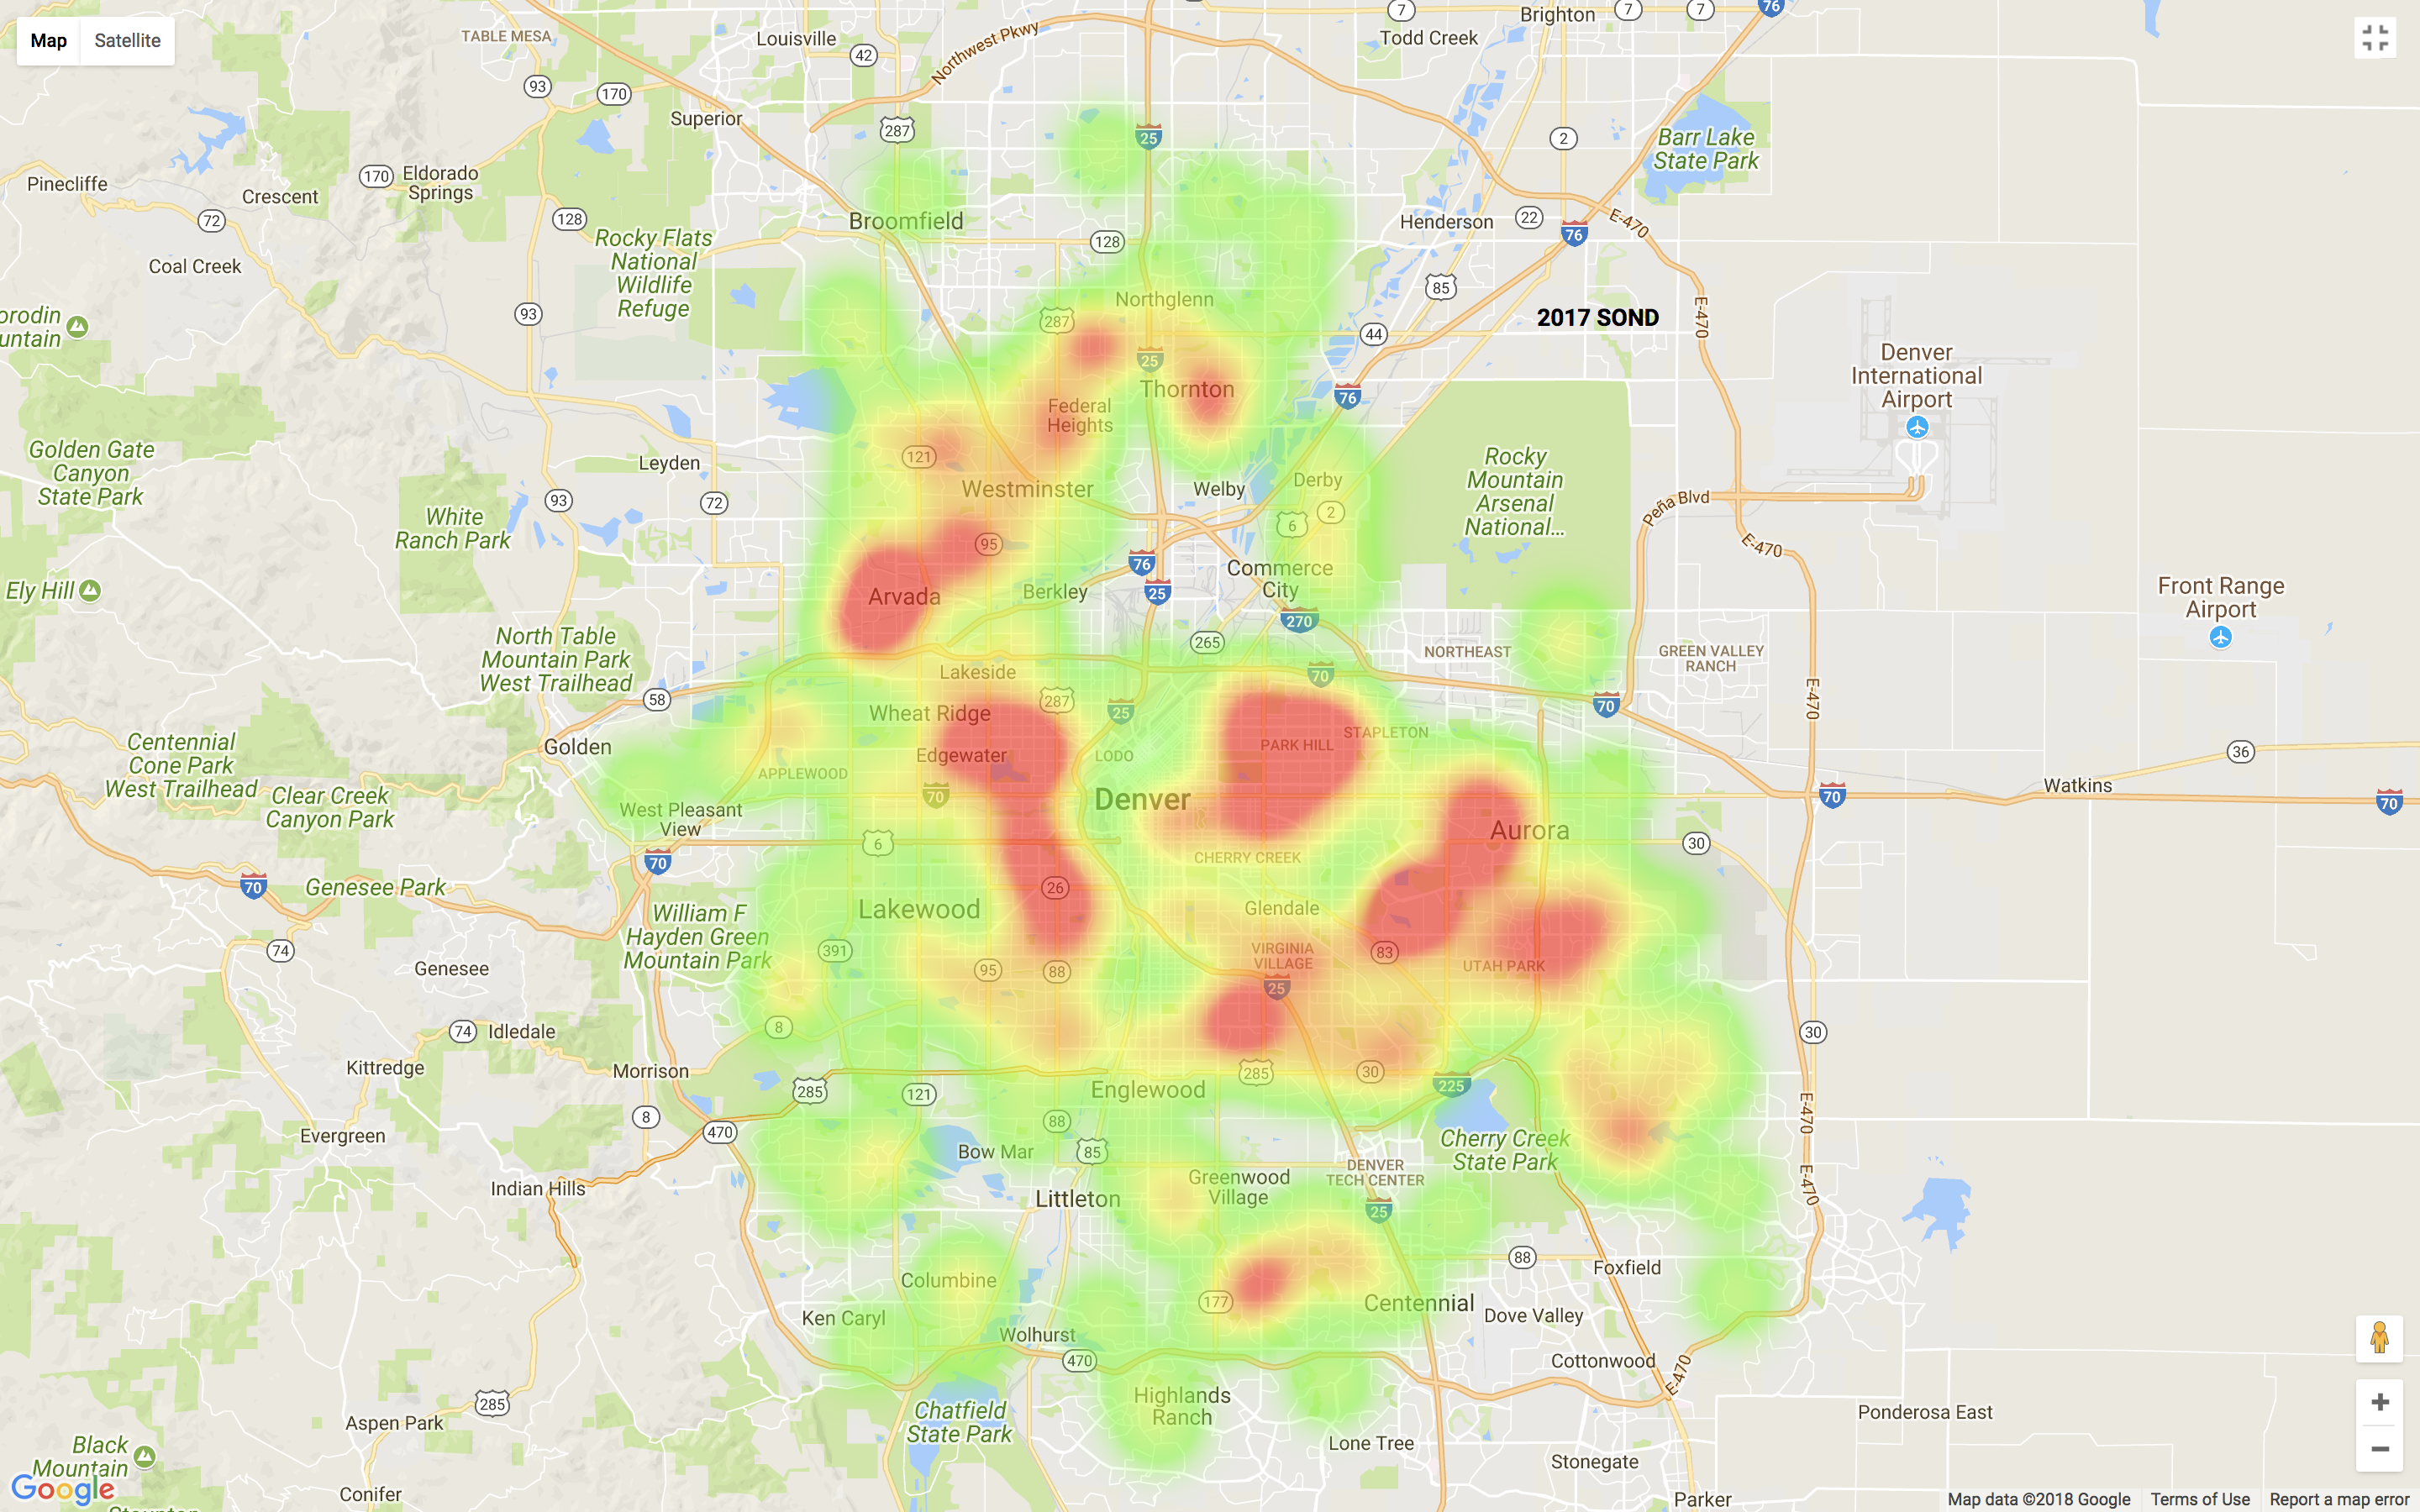 Map
Satellite
TABLE MESA
Louisville
42
Northwest Pkwy
7
Todd Creek
Brighton
7
7
76
93
170
Superior
287
25
2
Barr Lake
State Park
Pinecliffe
170
Eldorado
Springs
Crescent
72
128
Broomfield
Henderson
22
E-470
76
Rocky Flats
National
Wildlife
Refuge
128
Coal Creek
85
93
Northglenn
287
44
2017 SOND
E-470
orodin
untain
25
Thornton
76
Denver
International
Airport
Federal
Heights
Golden Gate
Canyon
State Park
Leyden
121
Westminster
Welby
Derby
Rocky
Mountain
Arsenal
National...
93
72
White
Ranch Park
6
2
Peña Blvd
E-470
95
76
25
Commerce
City
Ely Hill
Arvada
Berkley
270
Front Range
Airport
North Table
Mountain Park
West Trailhead
265
NORTHEAST
GREEN VALLEY
RANCH
Lakeside
70
58
287
25
70
E-470
Wheat Ridge
Golden
Edgewater
LODO
PARK HILL
STAPLETON
36
Centennial
Cone Park
West Trailhead
APPLEWOOD
Watkins
Clear Creek
Canyon Park
West Pleasant
View
70
Denver
70
70
Aurora
6
30
70
CHERRY CREEK
70
Genesee Park
26
Lakewood
Glendale
William F
Hayden Green
Mountain Park
74
391
VIRGINIA
VILLAGE
83
Genesee
95
88
UTAH PARK
25
74
Idledale
8
30
Kittredge
Morrison
285
30
285
121
Englewood
225
8
470
88
E-470
Evergreen
Bow Mar
85
Cherry Creek
State Park
DENVER
TECH CENTER
Indian Hills
Littleton
Greenwood
Village
25
E-470
88
Foxfield
Columbine
177
Centennial
Dove Valley
Ken Caryl
Wolhurst
470
Cottonwood
E-470
285
Aspen Park
Chatfield
State Park
Highlands
Ranch
Ponderosa East
Lone Tree
Black
Mountain
Stonegate
Google
Conifer
Parker
Map data ©2018 Google
Terms of Use
Report a map error